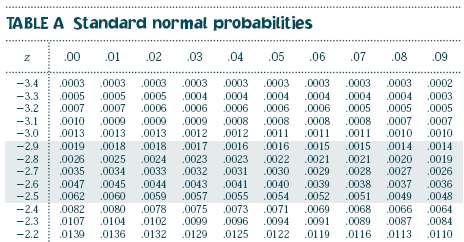 TABLE A Standard normal probabilities
z .00 .01 .02 .03 .04 .05 .06 .07 .08 .09
−3.4 .0003 .0003 .0003 .0003 .0003 .0003 .0003 .0003 .0003 .0002
−3.3 .0005 .0005 .0005 .0004 .0004 .0004 .0004 .0004 .0004 .0003
−3.2 .0007 .0007 .0006 .0006 .0006 .0006 .0006 .0005 .0005 .0005
−3.1 .0010 .0009 .0009 .0009 .0008 .0008 .0008 .0008 .0007 .0007
−3.0 .0013 .0013 .0013 .0012 .0012 .0011 .0011 .0011 .0010 .0010
−2.9 .0019 .0018 .0018 .0017 .0016 .0016 .0015 .0015 .0014 .0014
−2.8 .0026 .0025 .0024 .0023 .0023 .0022 .0021 .0021 .0020 .0019
−2.7 .0035 .0034 .0033 .0032 .0031 .0030 .0029 .0028 .0027 .0026
−2.6 .0047 .0045 .0044 .0043 .0041 .0040 .0039 .0038 .0037 .0036
−2.5 .0062 .0060 .0059 .0057 .0055 .0054 .0052 .0051 .0049 .0048
−2.4 .0082 .0080 .0078 .0075 .0073 .0071 .0069 .0068 .0066 .0064
−2.3 .0107 .0104 .0102 .0099 .0096 .0094 .0091 .0089 .0087 .0084
−2.2 .0139 .0136 .0132 .0129 .0125 .0122 .0119 .0116 .0113 .0110